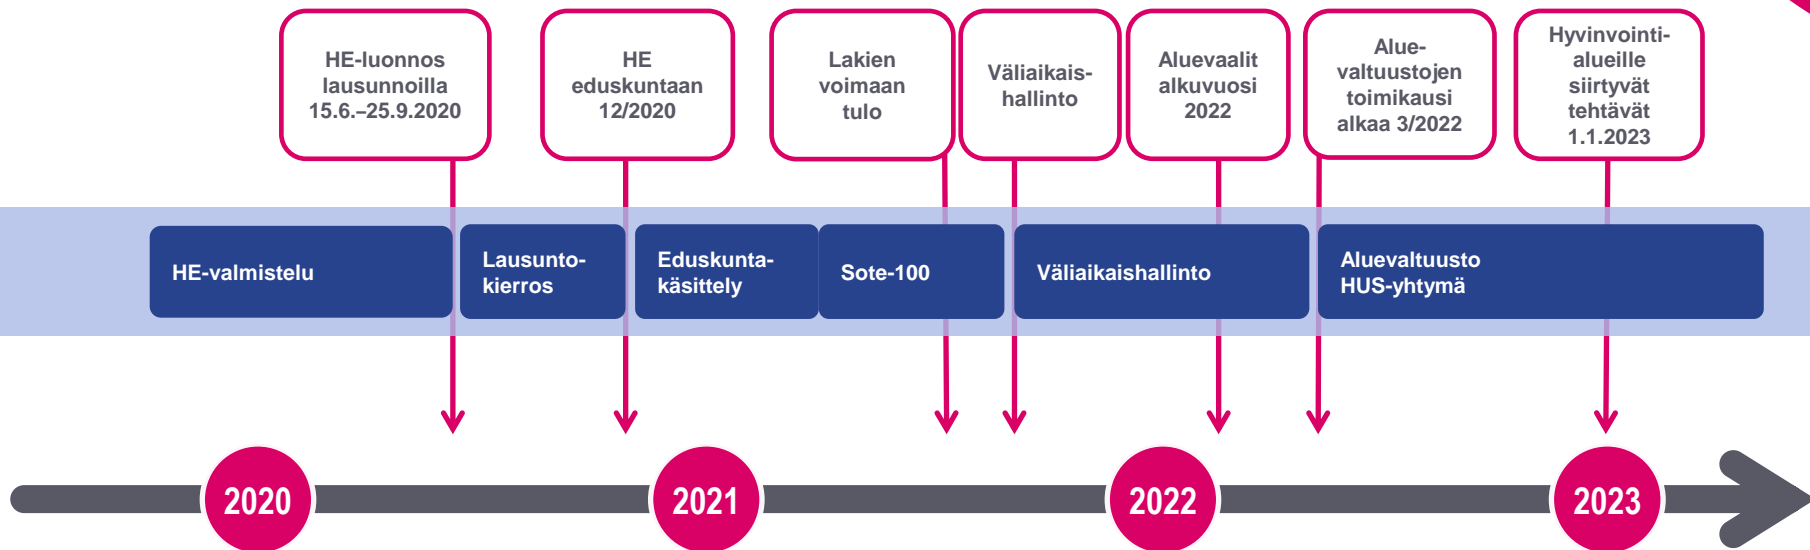 HE-luonnos
lausunnoilla
15.6.–25.9.2020
HE
eduskuntaan
12/2020
Lakien
voimaan
tulo
Väliaikais-
hallinto
Aluevaalit
alkuvuosi
2022
Alue-
valtuustojen
toimikausi
alkaa 3/2022
Hyvinvointi-
alueille
siirtyvät
tehtävät
1.1.2023
HE-valmistelu
Lausunto-
kierros
Eduskunta-
käsittely
Sote-100
Väliaikaishallinto
Aluevaltuusto
HUS-yhtymä
2020
2021
2022
2023